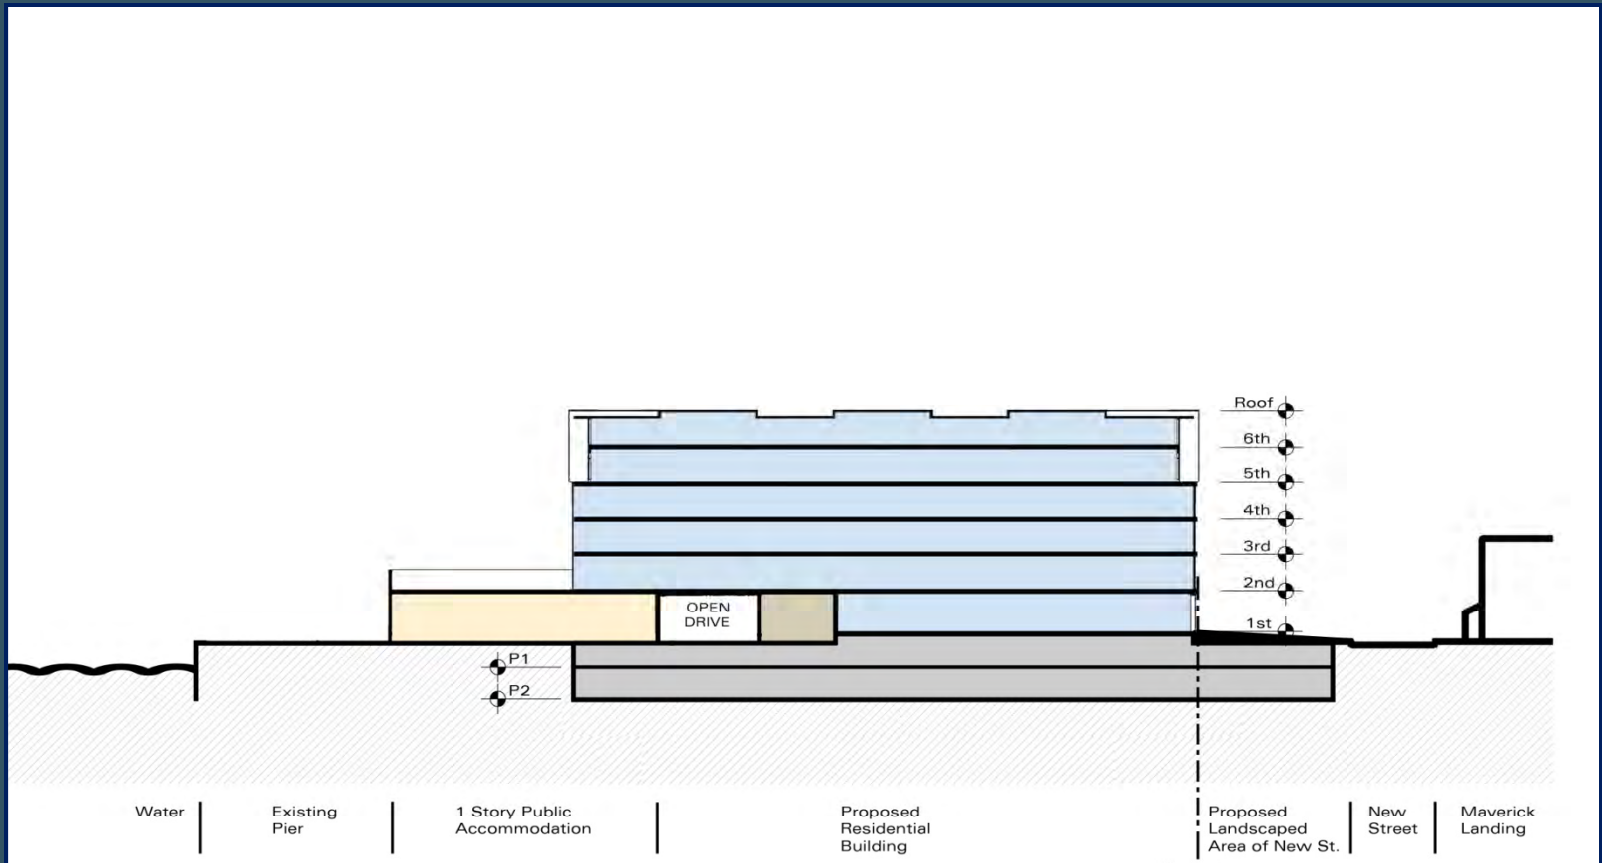 Roof
6th
5th
4th
3rd
2nd
1st
OPEN
DRIVE
P1
P2
Water
Existing
Pier
1 Story Public
Accommodation
Proposed
Residential
Building
Proposed
Landscaped
Area of New St.
New
Street
Maverick
Landing